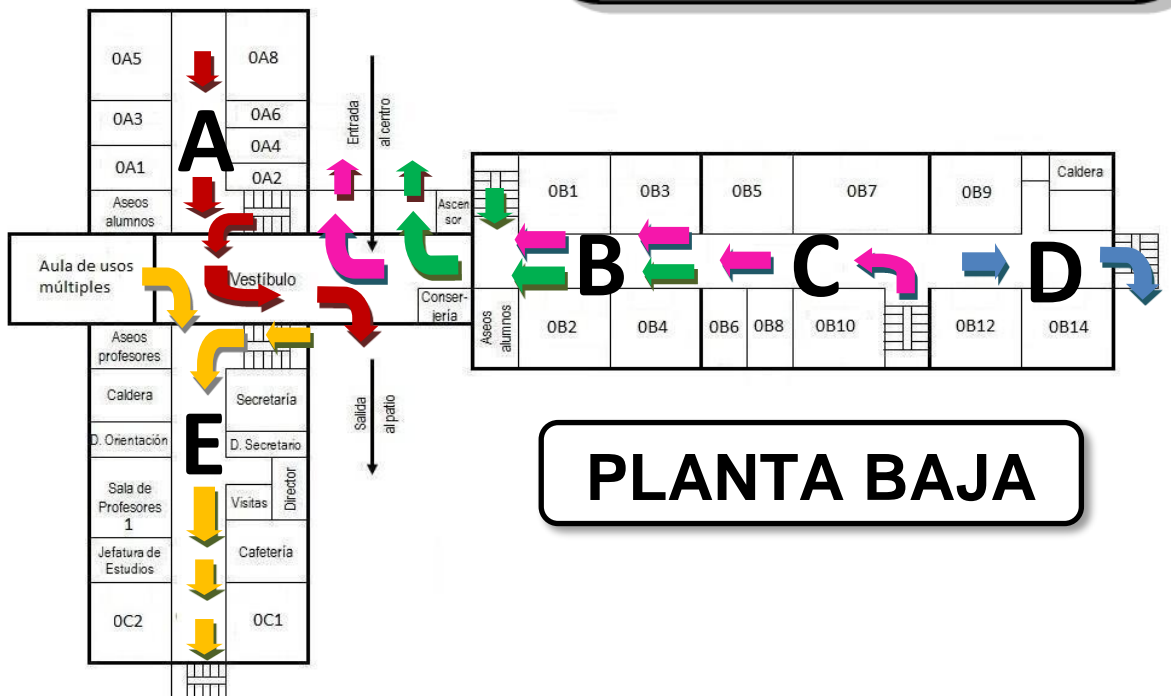 0A5
0A8
0A3
A
0A6
0A4
0A1
0A2
Aseos
alumnos
Entrada
al centro
Ascen
sor
Aula de usos
múltiples
Vestíbulo
Conser-
jería
Aseos
alumnos
0B1
0B3
0B5
0B7
0B9
Caldera
B
C
D
0B2
0B4
0B6
0B8
0B10
0B12
0B14
Aseos
profesores
Caldera
Secretaría
Salida
al patio
D. Orientación
E
D. Secretario
Sala de
Profesores
1
Visitas
Director
Jefatura de
Estudios
Cafetería
0C2
0C1
PLANTA BAJA